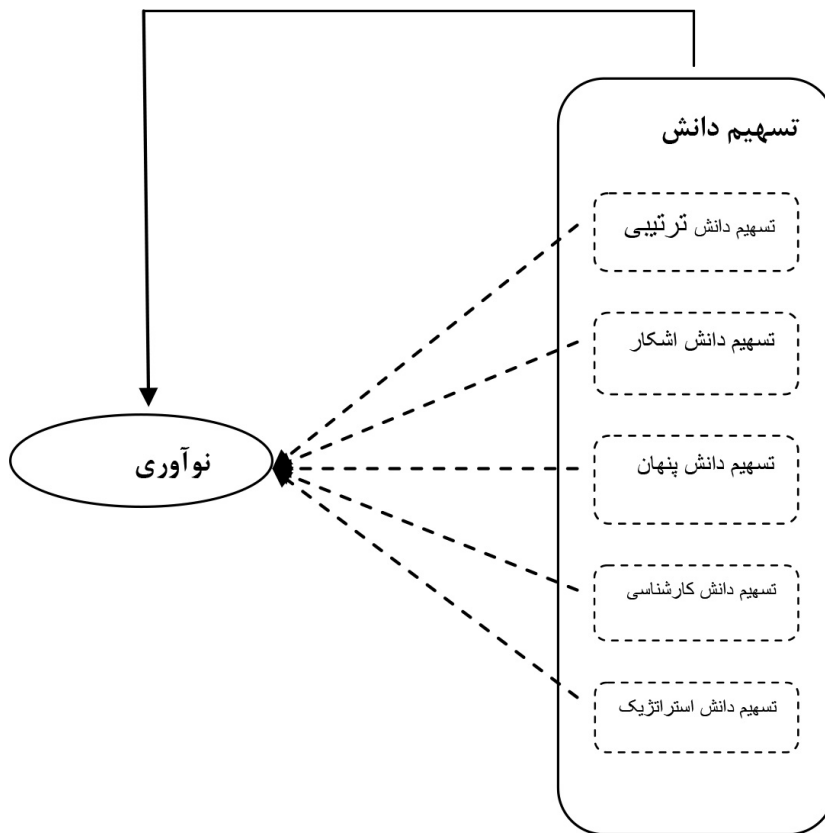 تسهیم دانش
تسهیم دانش ترتیبی
تسهیم دانش اشکار
تسهیم دانش پنهان
تسهیم دانش کارشناسی
تسهیم دانش استراتژیک
نوآوری